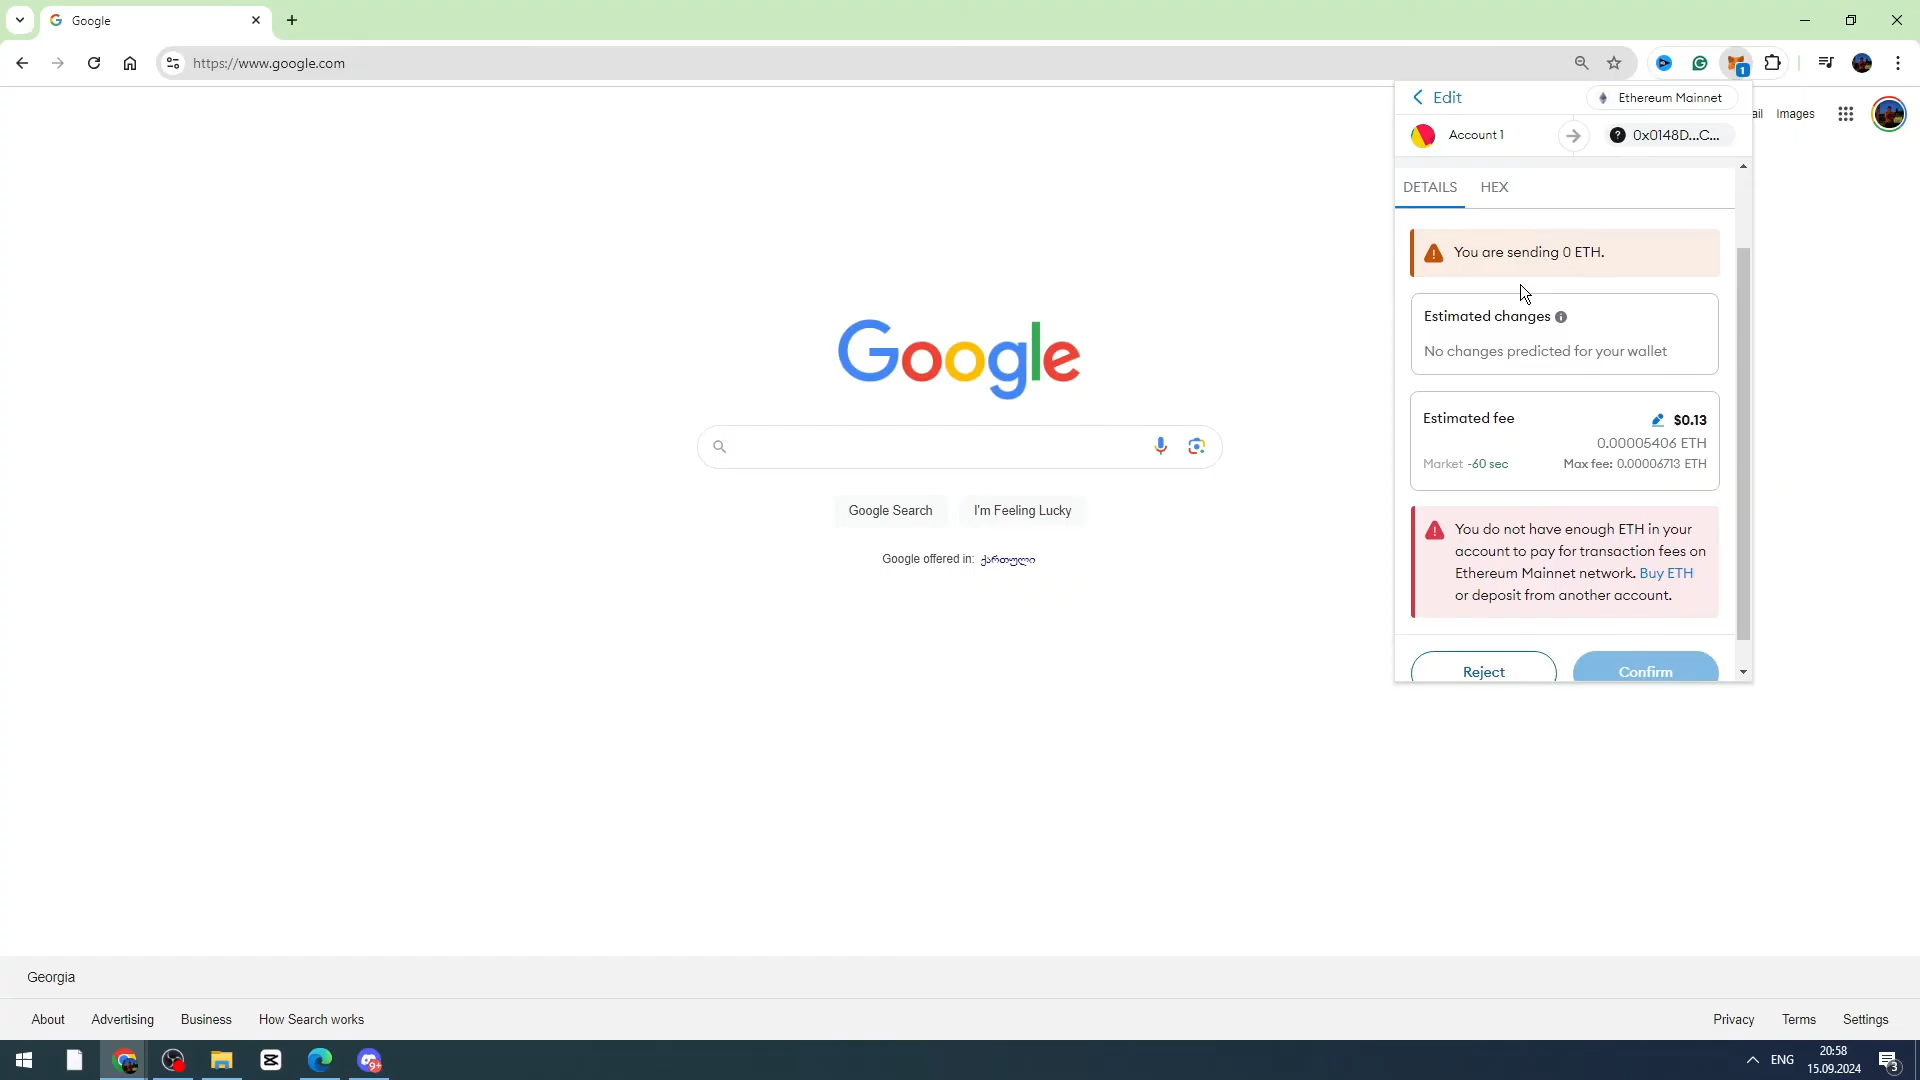 Google
https://www.google.com
1
Edit
Ethereum Mainnet
ail
Images
Account 1
0x0148D...C...
DETAILS
HEX
You are sending 0 ETH.
Estimated changes
No changes predicted for your wallet
Google
Estimated fee
$0.13
0.00005406 ETH
Market ~60 sec
Max fee: 0.00006713 ETH
Google Search
I'm Feeling Lucky
You do not have enough ETH in your
account to pay for transaction fees on
Ethereum Mainnet network. Buy ETH
or deposit from another account.
Google offered in: ქართული
Reject
Confirm
Georgia
About
Advertising
Business
How Search works
Privacy
Terms
Settings
9+
ENG
20:58
15.09.2024
3